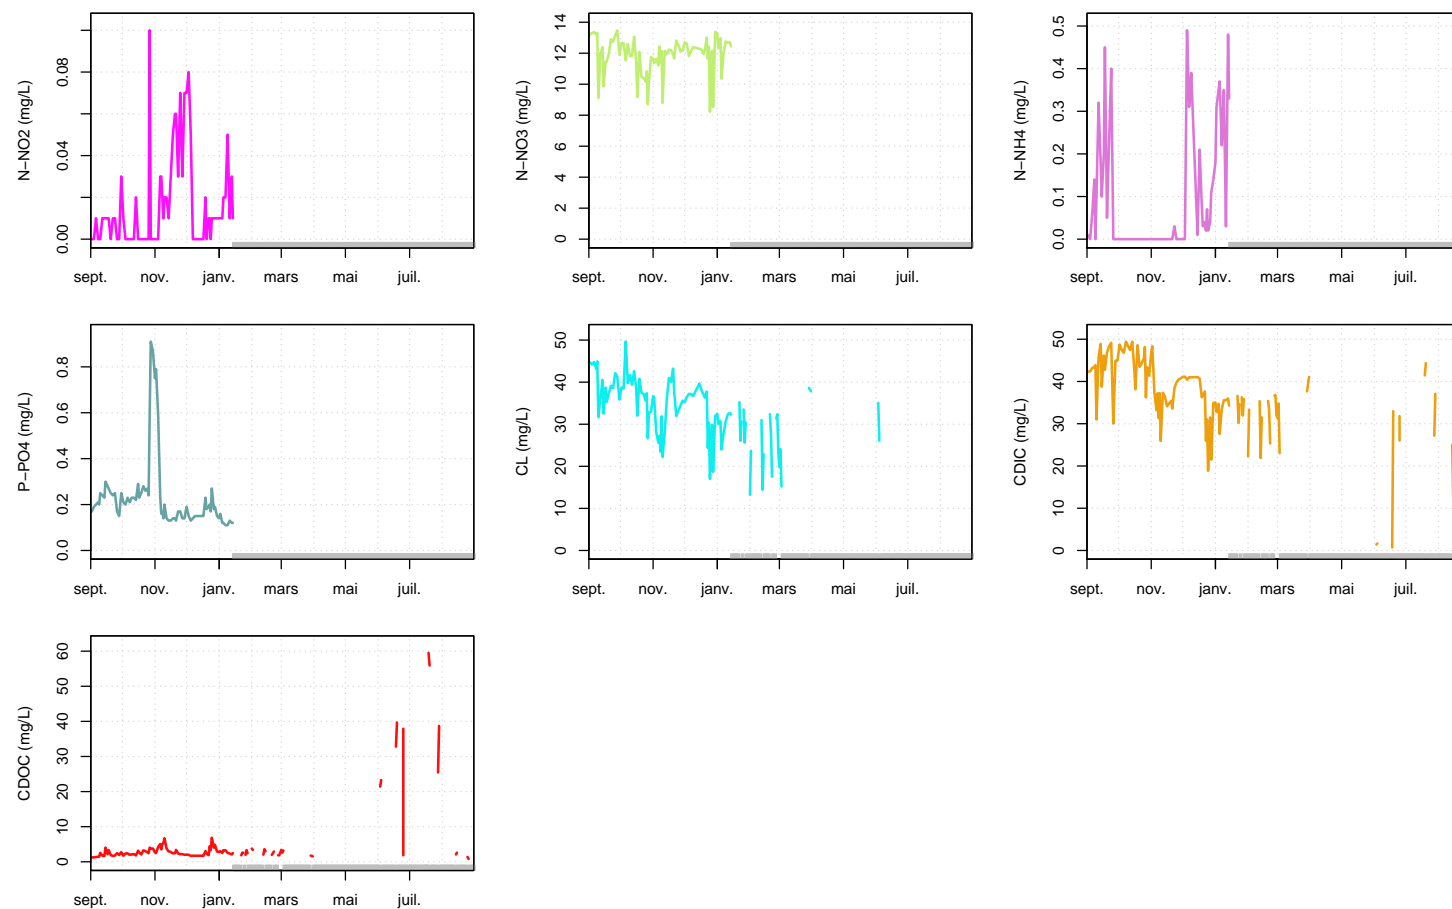 N−NO2 (mg/L)
0.00
0.04
0.08
sept.
nov.
janv.
mars
mai
juil.
N−NO3 (mg/L)
0
2
4
6
8
10
12
14
sept.
nov.
janv.
mars
mai
juil.
N−NH4 (mg/L)
0.0
0.1
0.2
0.3
0.4
0.5
sept.
nov.
janv.
mars
mai
juil.
P−PO4 (mg/L)
0.0
0.2
0.4
0.6
0.8
sept.
nov.
janv.
mars
mai
juil.
CL (mg/L)
0
10
20
30
40
50
sept.
nov.
janv.
mars
mai
juil.
CDIC (mg/L)
0
10
20
30
40
50
sept.
nov.
janv.
mars
mai
juil.
CDOC (mg/L)
0
10
20
30
40
50
60
sept.
nov.
janv.
mars
mai
juil.